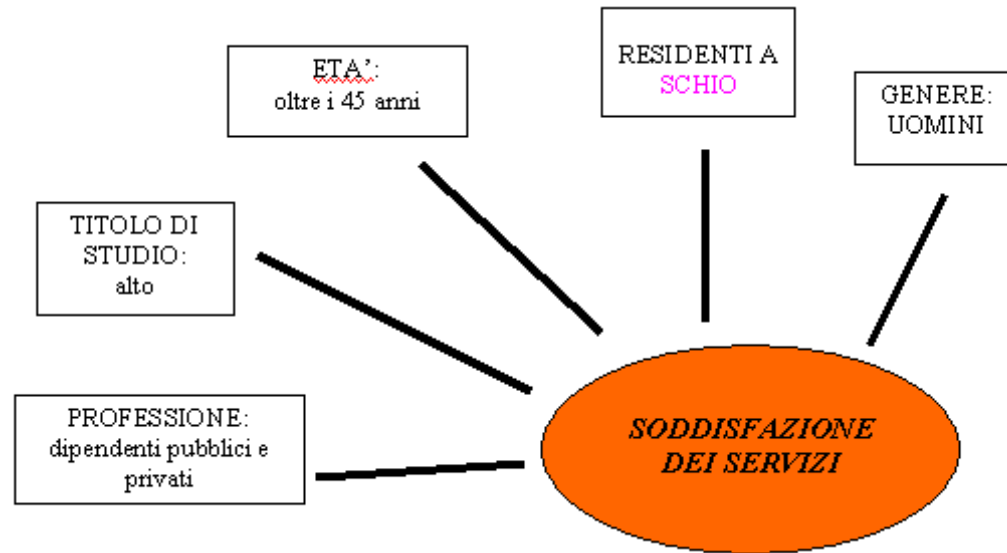 ETA’:
oltre i 45 anni
RESIDENTI A
SCHIO
GENERE:
UOMINI
TITOLO DI
STUDIO:
alto
PROFESSIONE:
dipendenti pubblici e
privati
SODDISFAZIONE
DEI SERVIZI